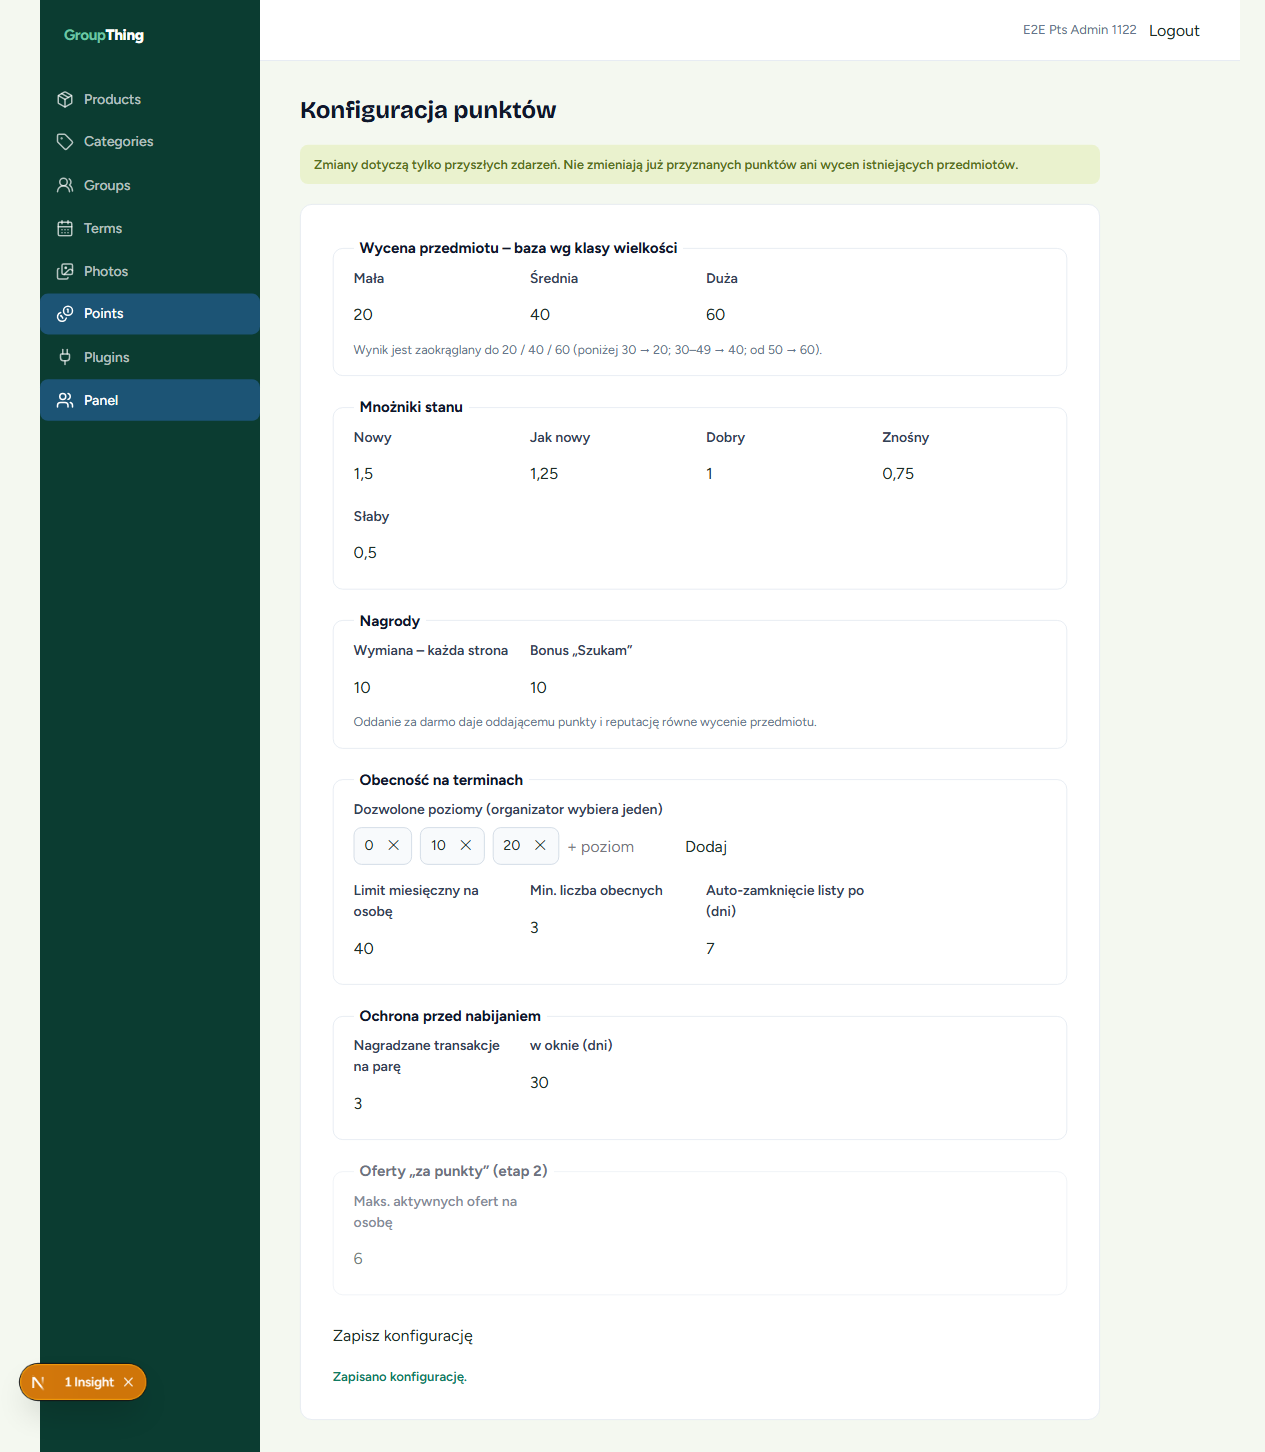 GroupThing
E2E Pts Admin 1122 Logout
Products
Categories
Groups
Terms
Photos
Points
Plugins
Panel
Konfiguracja punktów
Zmiany dotyczą tylko przyszłych zdarzeń. Nie zmieniają już przyznanych punktów ani wycen istniejących przedmiotów.
Wycena przedmiotu – baza wg klasy wielkości
Mała Średnia Duża
20 40 60
Wynik jest zaokrąglany do 20 / 40 / 60 (poniżej 30 → 20; 30–49 → 40; od 50 → 60).
Mnożniki stanu
Nowy Jak nowy Dobry Znośny
1,5 1,25 1 0,75
Słaby
0,5
Nagrody
Wymiana – każda strona Bonus „Szukam”
10 10
Oddanie za darmo daje oddającemu punkty i reputację równe wycenie przedmiotu.
Obecność na terminach
Dozwolone poziomy (organizator wybiera jeden)
0 10 20 + poziom Dodaj
Limit miesięczny na osobę
40
Min. liczba obecnych
3
Auto-zamknięcie listy po (dni)
7
Ochrona przed nabijaniem
Nagradzane transakcje na parę
3
w oknie (dni)
30
Oferty „za punkty” (etap 2)
Maks. aktywnych ofert na osobę
6
Zapisz konfigurację
Zapisano konfigurację.
N 1 Insight